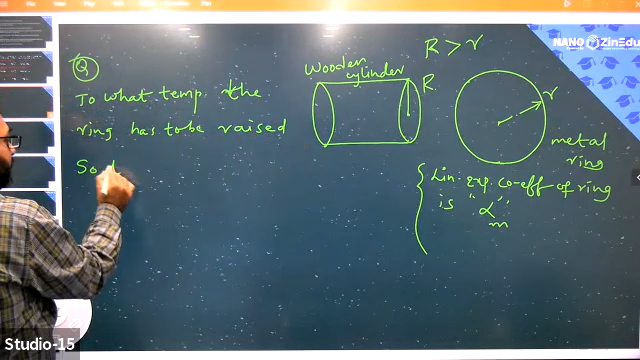 NANO ZinEdu
R > r
Q
Wooden cylinder
R
r
To what temp. the
ring has to be raised
So
metal
ring
Lin. exp. co-eff of ring
is "α"
m
Studio-15